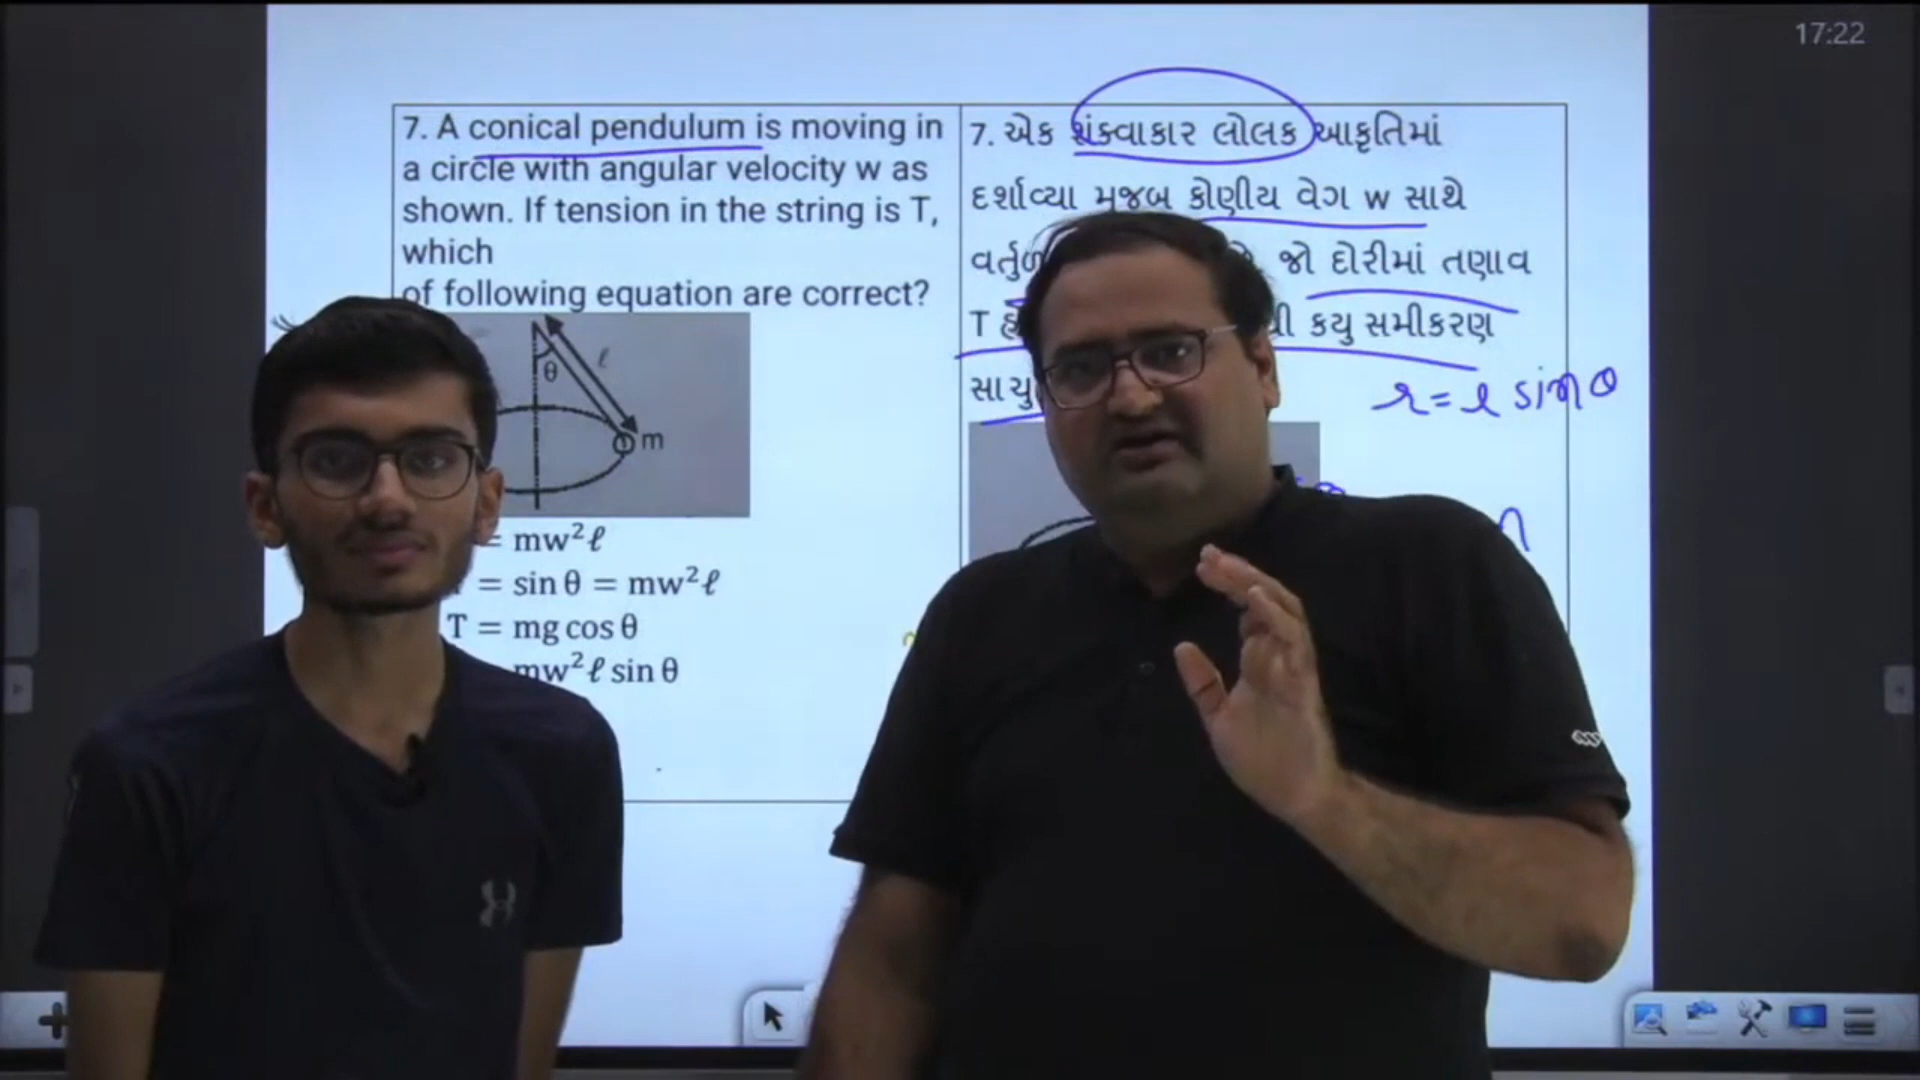 17:22
7. A conical pendulum is moving in
a circle with angular velocity w as
shown. If tension in the string is T,
which
of following equation are correct?
θ
ℓ
m
= mw²ℓ
= sin θ = mw²ℓ
T = mg cos θ
mw²ℓ sin θ
7. એક શંક્વાકાર લોલક આકૃતિમાં
દર્શાવ્યા મુજબ કોણીય વેગ w સાથે
જો દોરીમાં તણાવ
T કયુ સમીકરણ
r = l sin θ